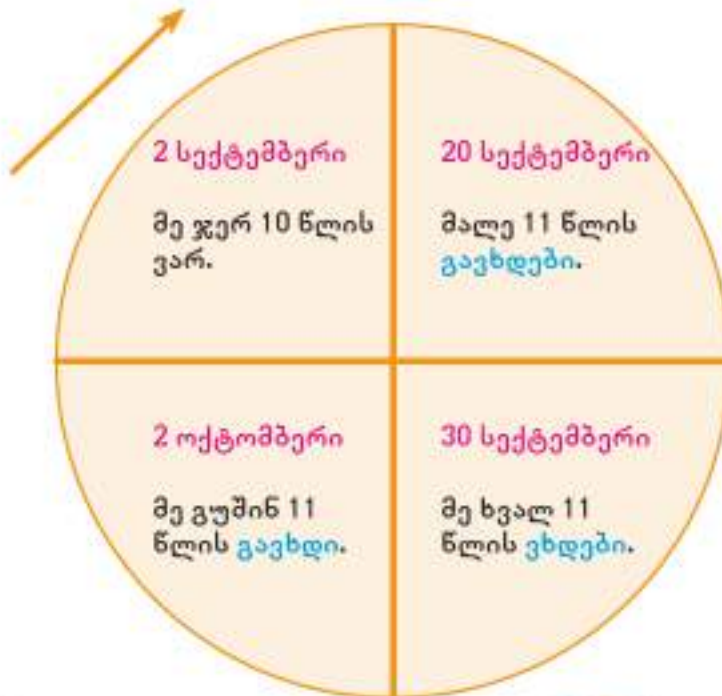 2 სექტემბერი
მე ჯერ 10 წლის
ვარ.
20 სექტემბერი
მალე 11 წლის
გავხდები.
30 სექტემბერი
მე ხვალ 11
წლის ვხდები.
2 ოქტომბერი
მე გუშინ 11
წლის გავხდი.